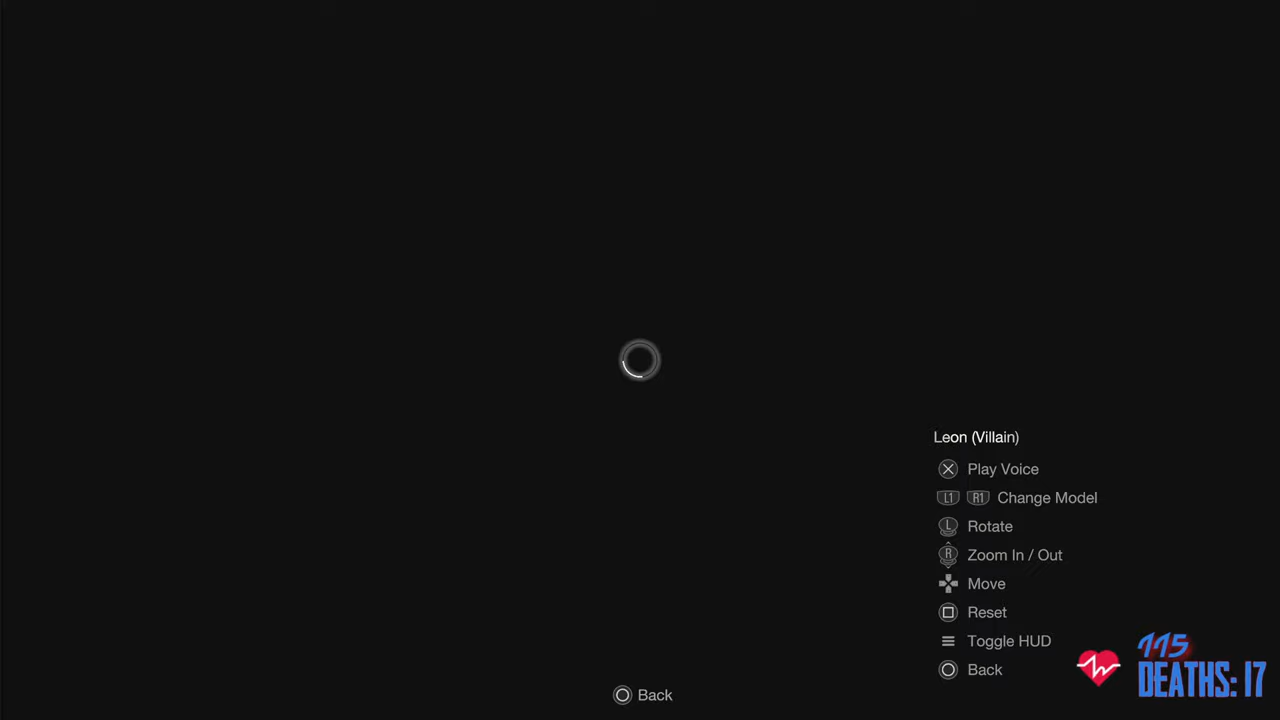 Leon (Villain)
Play Voice
L1 R1 Change Model
L Rotate
R Zoom In / Out
Move
Reset
Toggle HUD
Back
Back
115
DEATHS: 17